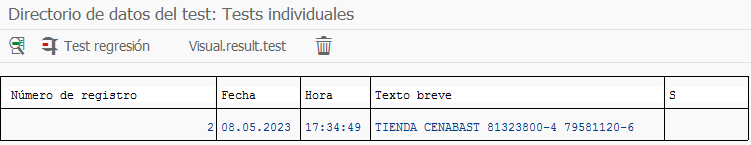 Directorio de datos del test: Tests individuales
Test regresión Visual.result.test
Número de registro Fecha Hora Texto breve S
2 08.05.2023 17:34:49 TIENDA CENABAST 81323800-4 79581120-6